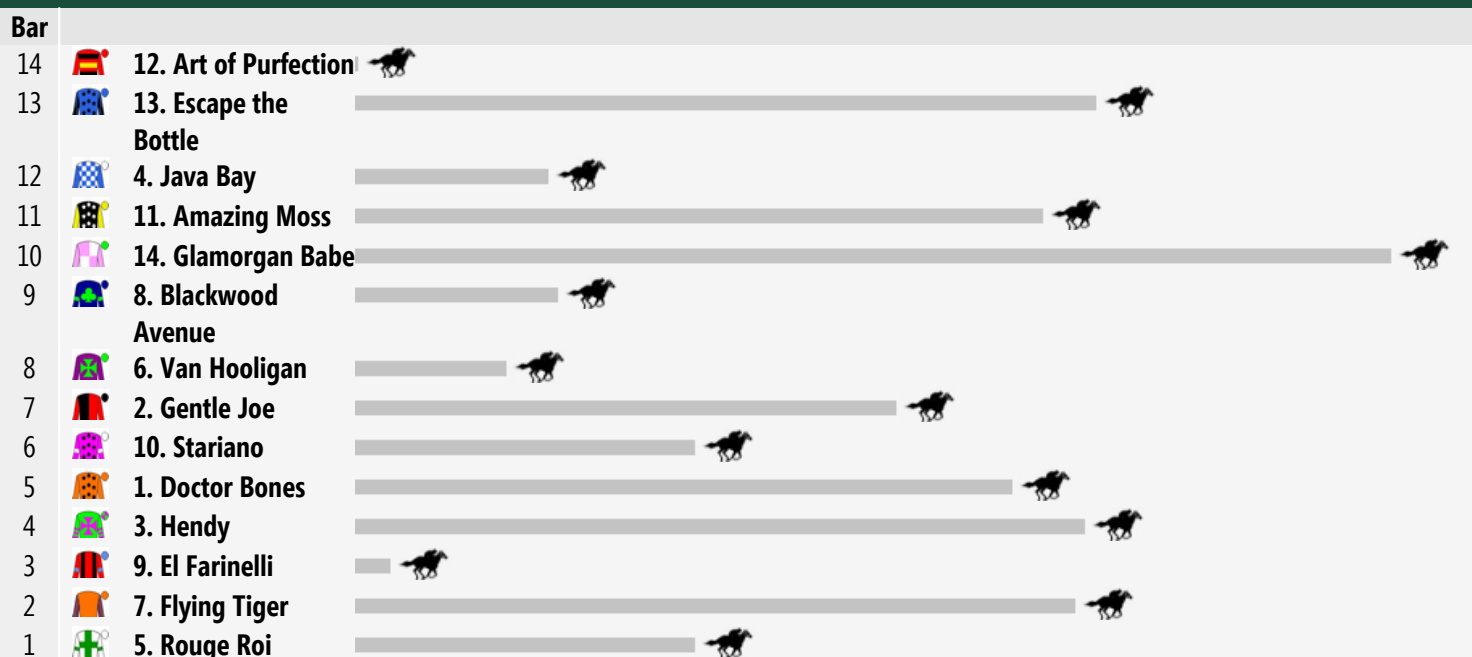 Bar
14 12. Art of Purfection
13 13. Escape the
Bottle
12 4. Java Bay
11 11. Amazing Moss
10 14. Glamorgan Babe
9 8. Blackwood
Avenue
8 6. Van Hooligan
7 2. Gentle Joe
6 10. Stariano
5 1. Doctor Bones
4 3. Hendy
3 9. El Farinelli
2 7. Flying Tiger
1 5. Rouge Roi